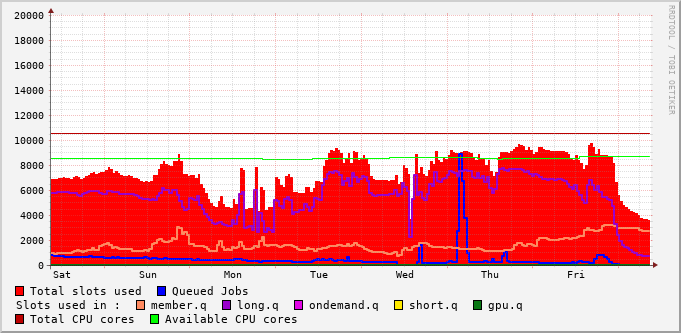 20000
18000
16000
14000
12000
10000
8000
6000
4000
2000
0
Sat Sun Mon Tue Wed Thu Fri
RRDTOOL / TOBI OETIKER
Total slots used Queued Jobs
Slots used in : member.q long.q ondemand.q short.q gpu.q
Total CPU cores Available CPU cores